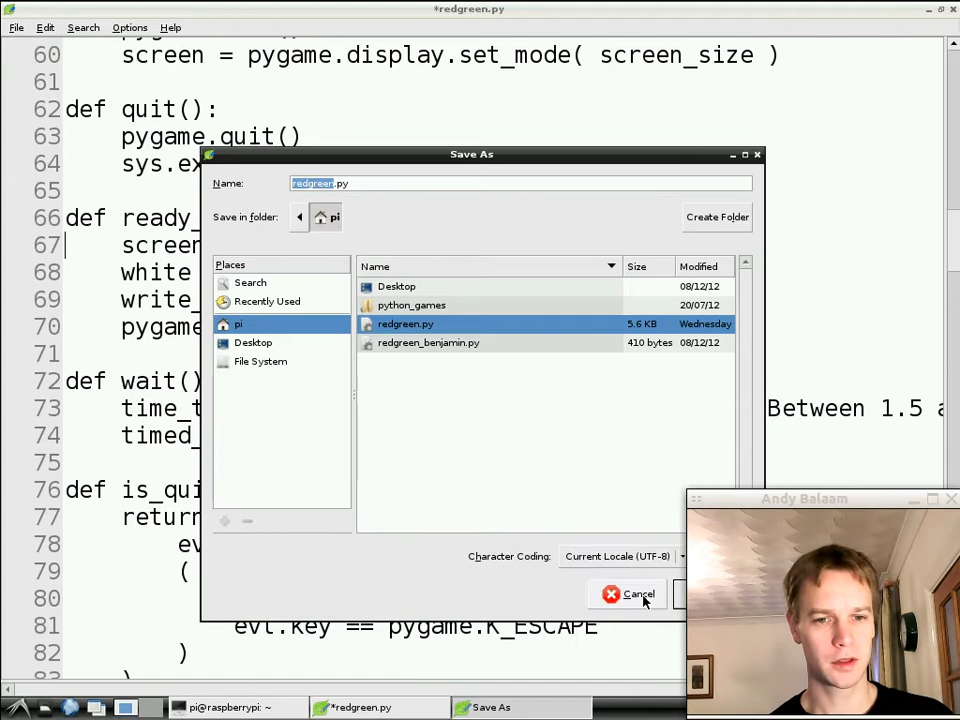 *redgreen.py
File Edit Search Options Help
60 screen = pygame.display.set_mode( screen_size )
61
62 def quit():
63 pygame.quit()
64 sys.ex
65
66 def ready_
67 screen
68 white
69 write_
70 pygame
71
72 def wait()
73 time_t Between 1.5 a
74 timed_
75
76 def is_qui
77 return
78 ev
79 (
80
81 evt.key == pygame.K_ESCAPE
82 )
83 )
Save As
Name: redgreen.py
Save in folder: pi Create Folder
Places
Search
Recently Used
pi
Desktop
File System
Name Size Modified
Desktop 08/12/12
python_games 20/07/12
redgreen.py 5.6 KB Wednesday
redgreen_benjamin.py 410 bytes 08/12/12
Character Coding: Current Locale (UTF-8)
Cancel
Andy Balaam
pi@raspberrypi: ~ *redgreen.py Save As